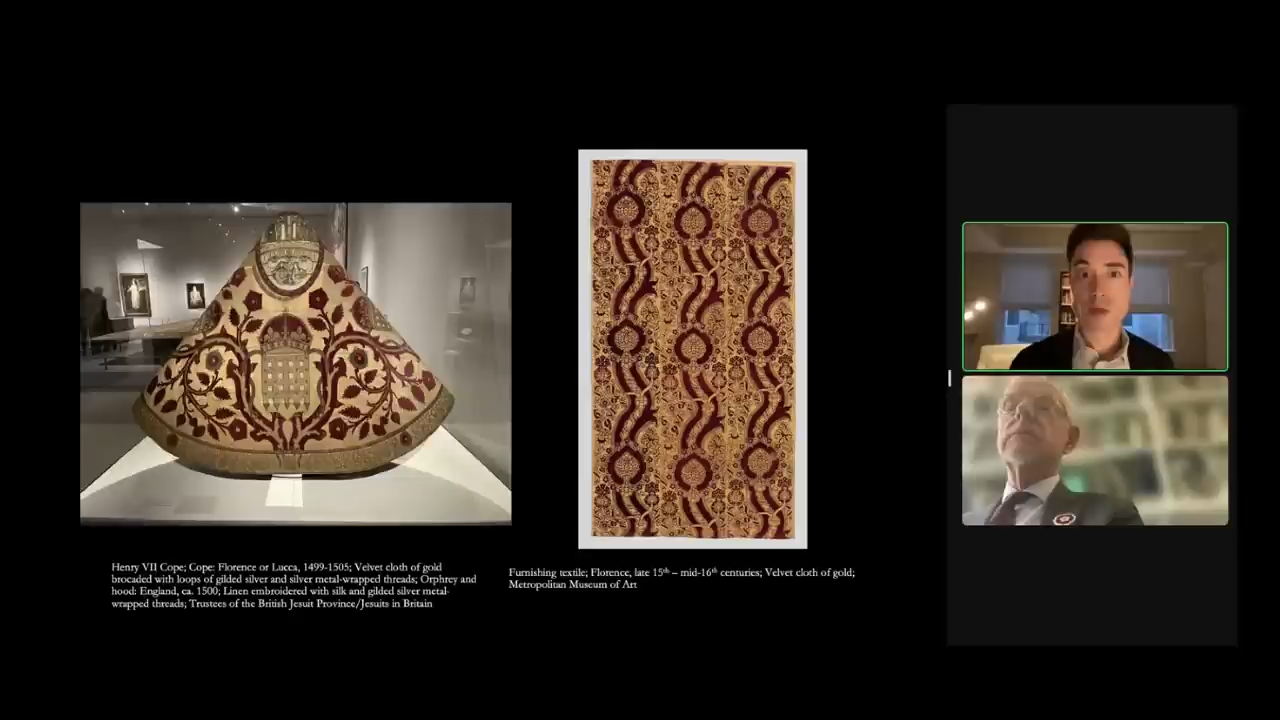 Henry VII Cope; Cope: Florence or Lucca, 1499-1505; Velvet cloth of gold
brocaded with loops of gilded silver and silver metal-wrapped threads; Orphrey and
hood: England, ca. 1500; Linen embroidered with silk and gilded silver metal-
wrapped threads; Trustees of the British Jesuit Province/Jesuits in Britain
Furnishing textile; Florence, late 15th – mid-16th centuries; Velvet cloth of gold;
Metropolitan Museum of Art